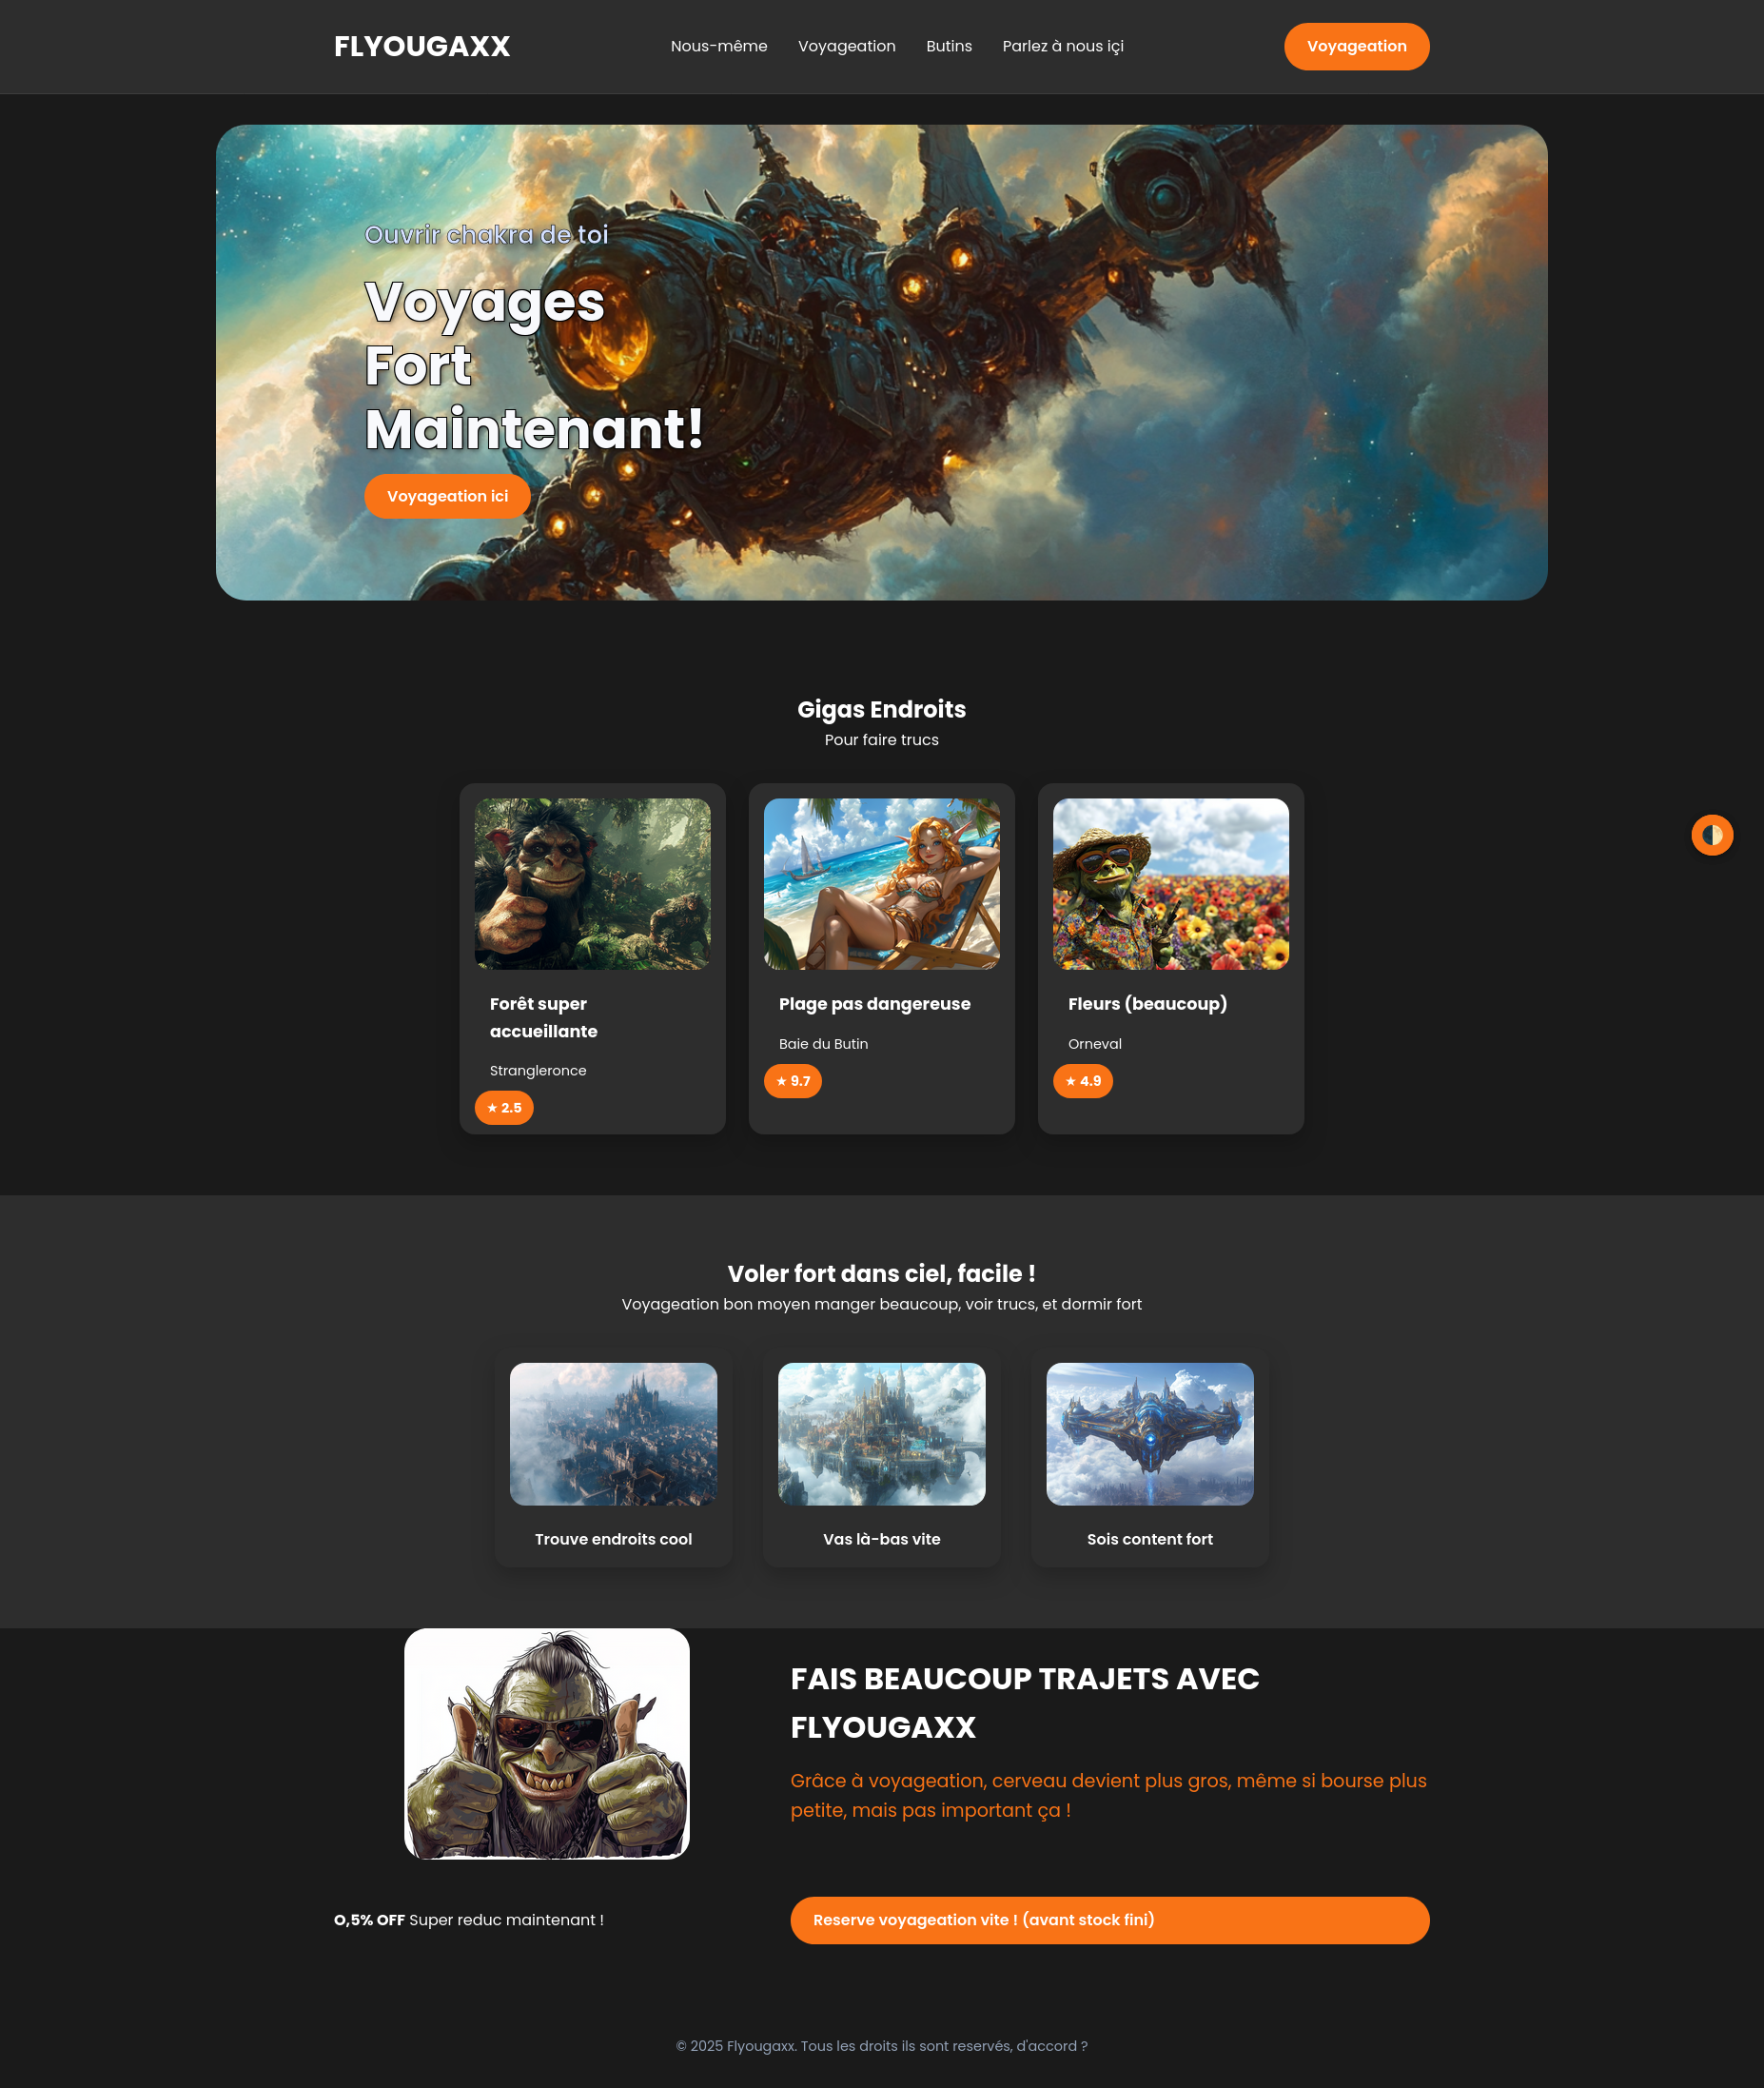 FLYOUGAXX
Nous-même
Voyageation
Butins
Parlez à nous içi
Voyageation
Ouvrir chakra de toi
Voyages
Fort
Maintenant!
Voyageation ici
Gigas Endroits
Pour faire trucs
Forêt super
accueillante
Strangleronce
★ 2.5
Plage pas dangereuse
Baie du Butin
★ 9.7
Fleurs (beaucoup)
Orneval
★ 4.9
Voler fort dans ciel, facile !
Voyageation bon moyen manger beaucoup, voir trucs, et dormir fort
Trouve endroits cool
Vas là-bas vite
Sois content fort
FAIS BEAUCOUP TRAJETS AVEC
FLYOUGAXX
Grâce à voyageation, cerveau devient plus gros, même si bourse plus
petite, mais pas important ça !
O,5% OFF Super reduc maintenant !
Reserve voyageation vite ! (avant stock fini)
© 2025 Flyougaxx. Tous les droits ils sont reservés, d'accord ?